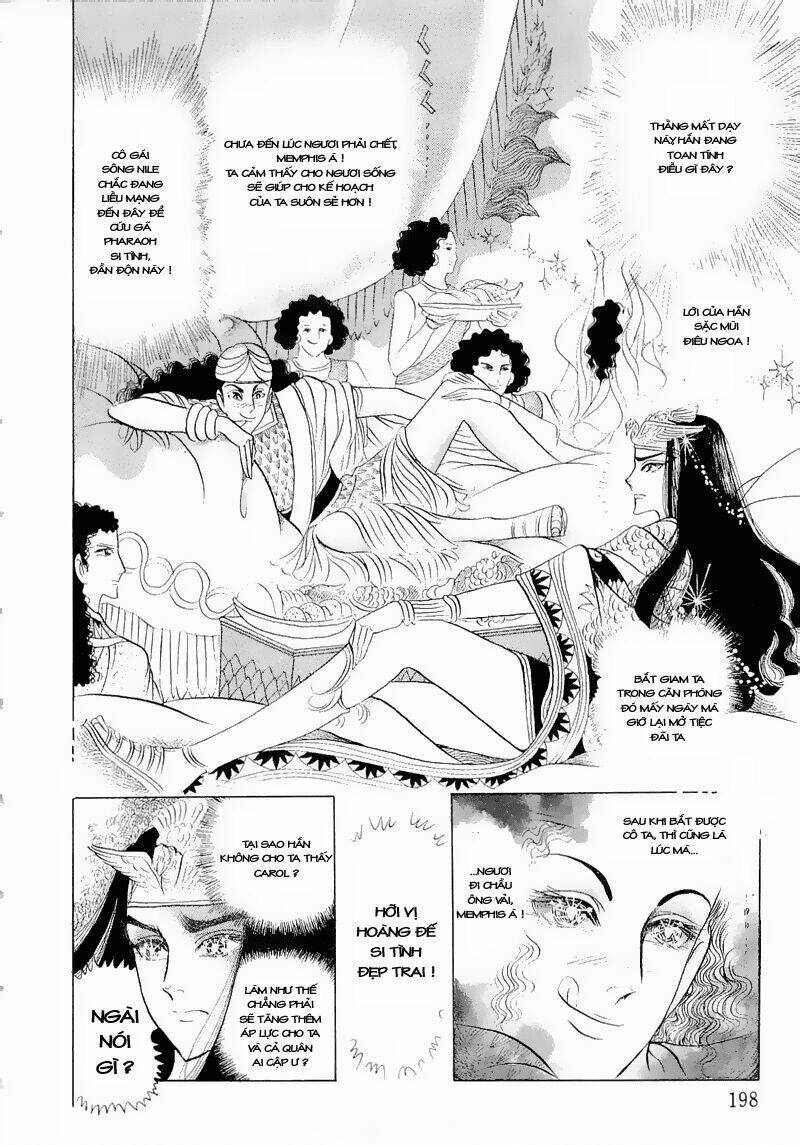 THẰNG MẤT DẠY
NÀY,HẮN ĐANG
TOAN TÍNH
ĐIỀU GÌ ĐÂY ?
CHƯA ĐẾN LÚC NGƯƠI PHẢI CHẾT,
MEMPHIS Ạ !
TA CẢM THẤY CHO NGƯƠI SỐNG
SẼ GIÚP CHO KẾ HOẠCH
CỦA TA SUÔN SẺ HƠN !
CÔ GÁI
SÔNG NILE
CHẮC ĐANG
LIỀU MẠNG
ĐẾN ĐÂY ĐỂ
CỨU GÃ
PHARAOH
SI TÌNH,
ĐẦN ĐỘN NÀY !
LỜI CỦA HẮN
SẶC MÙI
ĐIÊU NGOA !
BẮT GIAM TA
TRONG CĂN PHÒNG
ĐÓ MẤY NGÀY MÀ
GIỜ LẠI MỞ TIỆC
ĐÃI TA
SAU KHI BẮT ĐƯỢC
CÔ TA, THÌ CŨNG LÀ
LÚC MÀ...
...NGƯƠI
ĐI CHẦU
ÔNG VẢI,
MEMPHIS Ạ !
HỠI VỊ
HOÀNG ĐẾ
SI TÌNH
ĐẸP TRAI !
TẠI SAO HẮN
KHÔNG CHO TA THẤY
CAROL ?
LÀM NHƯ THẾ
CHẲNG PHẢI
SẼ TĂNG THÊM
ÁP LỰC CHO TA
VÀ CẢ QUÂN
AI CẬP Ư ?
NGÀI
NÓI
GÌ ?
198